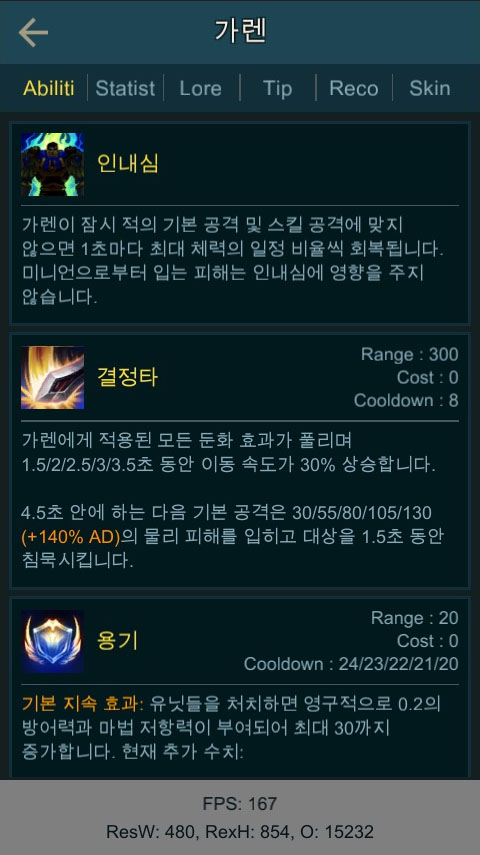 가렌
Abiliti Statist Lore Tip Reco Skin
인내심
가렌이 잠시 적의 기본 공격 및 스킬 공격에 맞지
않으면 1초마다 최대 체력의 일정 비율씩 회복됩니다.
미니언으로부터 입는 피해는 인내심에 영향을 주지
않습니다.
결정타
Range : 300
Cost : 0
Cooldown : 8
가렌에게 적용된 모든 둔화 효과가 풀리며
1.5/2/2.5/3/3.5초 동안 이동 속도가 30% 상승합니다.
4.5초 안에 하는 다음 기본 공격은 30/55/80/105/130
(+140% AD)의 물리 피해를 입히고 대상을 1.5초 동안
침묵시킵니다.
용기
Range : 20
Cost : 0
Cooldown : 24/23/22/21/20
기본 지속 효과: 유닛들을 처치하면 영구적으로 0.2의
방어력과 마법 저항력이 부여되어 최대 30까지
증가합니다. 현재 추가 수치:
FPS: 167
ResW: 480, RexH: 854, O: 15232